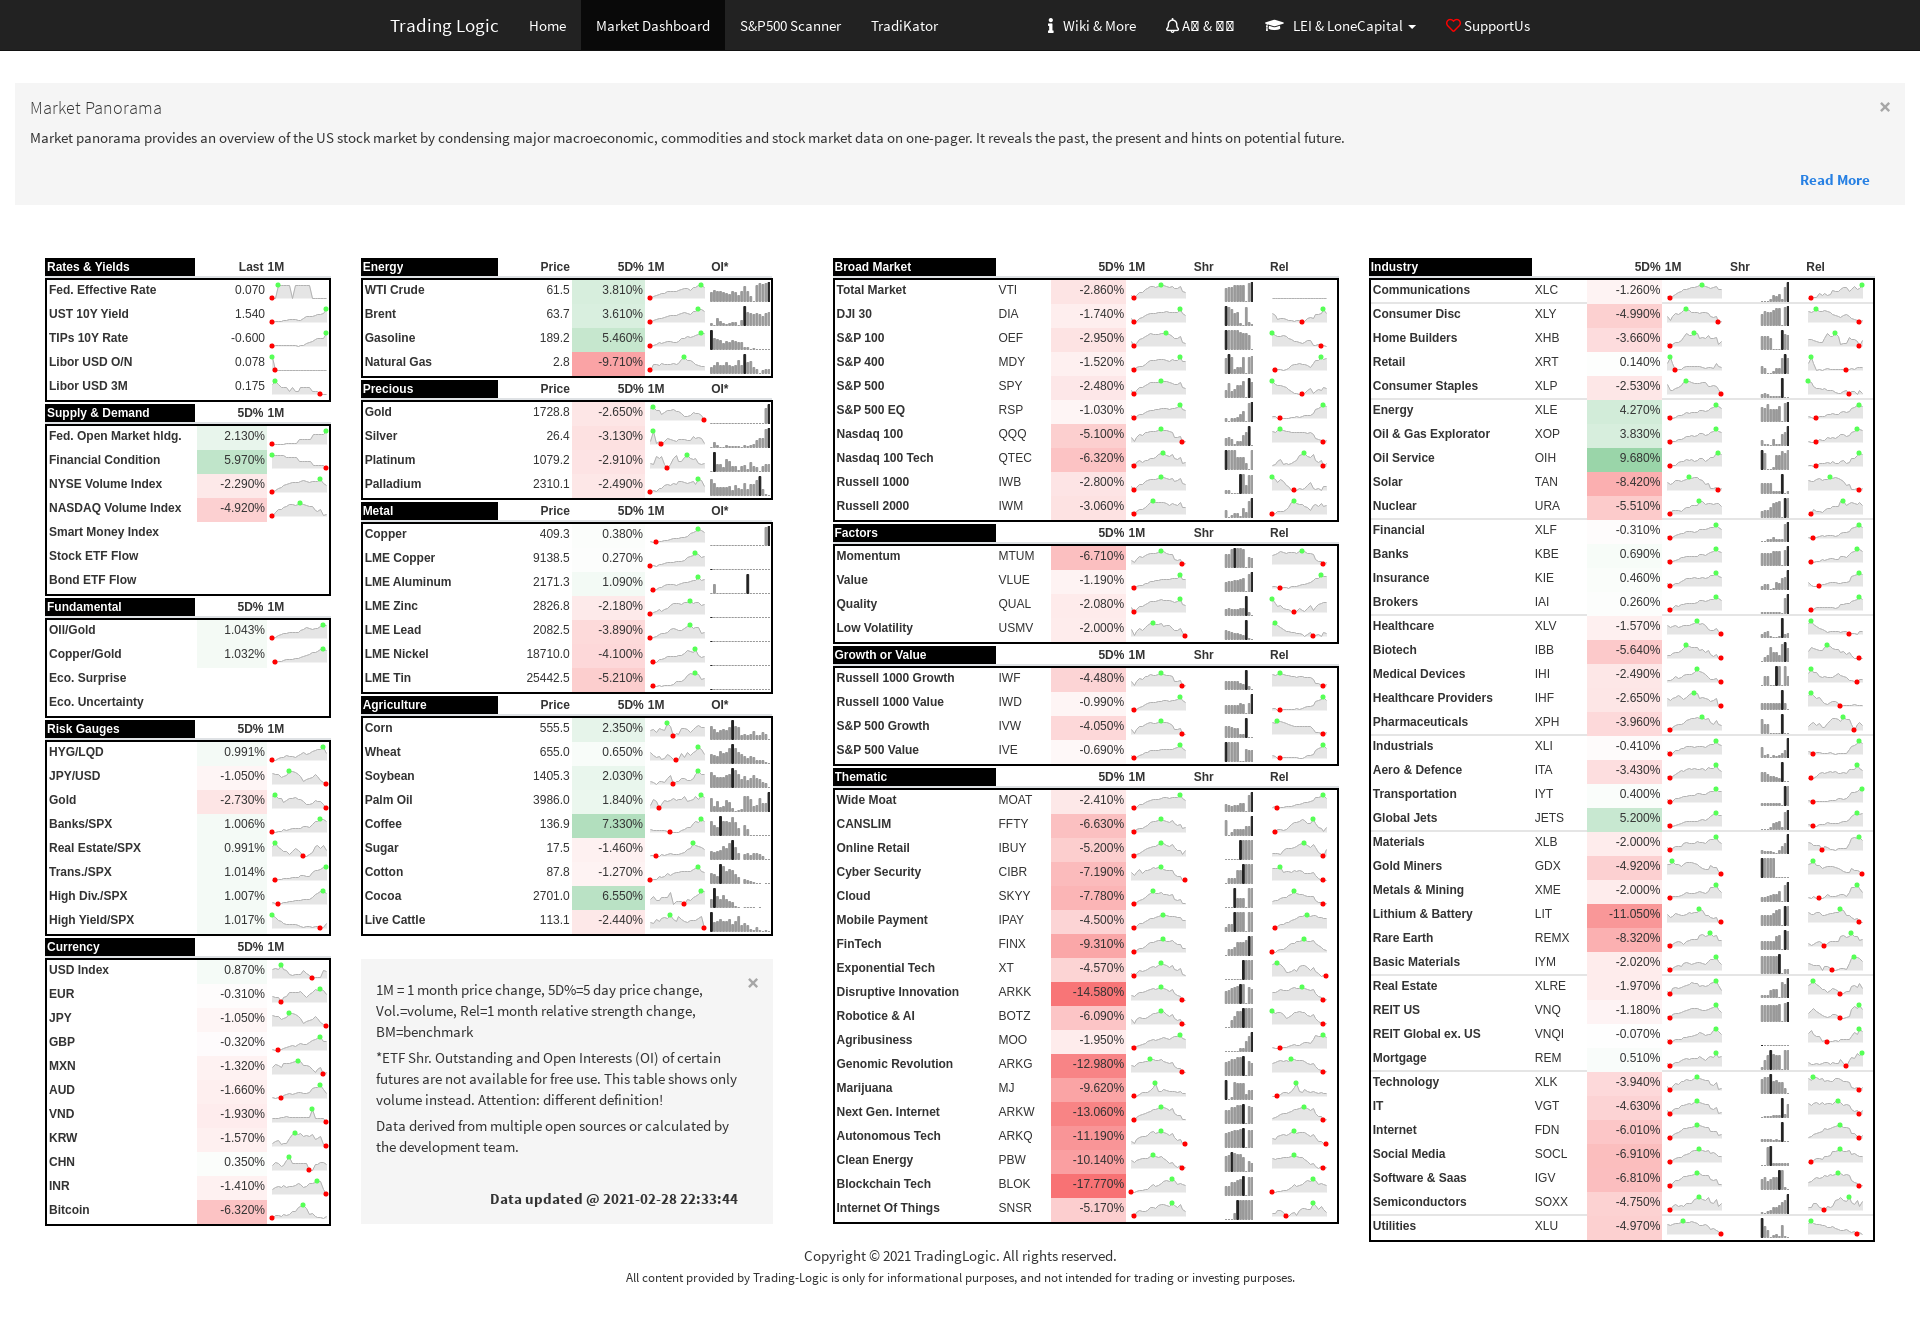 Trading Logic Home Market Dashboard S&P500 Scanner TradiKator Wiki & More LEI & LoneCapital SupportUs
Market Panorama ×
Market panorama provides an overview of the US stock market by condensing major macroeconomic, commodities and stock market data on one-pager. It reveals the past, the present and hints on potential future.
Read More
Rates & Yields Last 1M
Fed. Effective Rate 0.070
UST 10Y Yield 1.540
TIPs 10Y Rate -0.600
Libor USD O/N 0.078
Libor USD 3M 0.175
Supply & Demand 5D% 1M
Fed. Open Market hldg. 2.130%
Financial Condition 5.970%
NYSE Volume Index -2.290%
NASDAQ Volume Index -4.920%
Smart Money Index
Stock ETF Flow
Bond ETF Flow
Fundamental 5D% 1M
OIl/Gold 1.043%
Copper/Gold 1.032%
Eco. Surprise
Eco. Uncertainty
Risk Gauges 5D% 1M
HYG/LQD 0.991%
JPY/USD -1.050%
Gold -2.730%
Banks/SPX 1.006%
Real Estate/SPX 0.991%
Trans./SPX 1.014%
High Div./SPX 1.007%
High Yield/SPX 1.017%
Currency 5D% 1M
USD Index 0.870%
EUR -0.310%
JPY -1.050%
GBP -0.320%
MXN -1.320%
AUD -1.660%
VND -1.930%
KRW -1.570%
CHN 0.350%
INR -1.410%
Bitcoin -6.320%
Energy Price 5D% 1M OI*
WTI Crude 61.5 3.810%
Brent 63.7 3.610%
Gasoline 189.2 5.460%
Natural Gas 2.8 -9.710%
Precious Price 5D% 1M OI*
Gold 1728.8 -2.650%
Silver 26.4 -3.130%
Platinum 1079.2 -2.910%
Palladium 2310.1 -2.490%
Metal Price 5D% 1M OI*
Copper 409.3 0.380%
LME Copper 9138.5 0.270%
LME Aluminum 2171.3 1.090%
LME Zinc 2826.8 -2.180%
LME Lead 2082.5 -3.890%
LME Nickel 18710.0 -4.100%
LME Tin 25442.5 -5.210%
Agriculture Price 5D% 1M OI*
Corn 555.5 2.350%
Wheat 655.0 0.650%
Soybean 1405.3 2.030%
Palm Oil 3986.0 1.840%
Coffee 136.9 7.330%
Sugar 17.5 -1.460%
Cotton 87.8 -1.270%
Cocoa 2701.0 6.550%
Live Cattle 113.1 -2.440%
×
1M = 1 month price change, 5D%=5 day price change,
Vol.=volume, Rel=1 month relative strength change,
BM=benchmark
*ETF Shr. Outstanding and Open Interests (OI) of certain
futures are not available for free use. This table shows only
volume instead. Attention: different definition!
Data derived from multiple open sources or calculated by
the development team.
Data updated @ 2021-02-28 22:33:44
Broad Market 5D% 1M Shr Rel
Total Market VTI -2.860%
DJI 30 DIA -1.740%
S&P 100 OEF -2.950%
S&P 400 MDY -1.520%
S&P 500 SPY -2.480%
S&P 500 EQ RSP -1.030%
Nasdaq 100 QQQ -5.100%
Nasdaq 100 Tech QTEC -6.320%
Russell 1000 IWB -2.800%
Russell 2000 IWM -3.060%
Factors 5D% 1M Shr Rel
Momentum MTUM -6.710%
Value VLUE -1.190%
Quality QUAL -2.080%
Low Volatility USMV -2.000%
Growth or Value 5D% 1M Shr Rel
Russell 1000 Growth IWF -4.480%
Russell 1000 Value IWD -0.990%
S&P 500 Growth IVW -4.050%
S&P 500 Value IVE -0.690%
Thematic 5D% 1M Shr Rel
Wide Moat MOAT -2.410%
CANSLIM FFTY -6.630%
Online Retail IBUY -5.200%
Cyber Security CIBR -7.190%
Cloud SKYY -7.780%
Mobile Payment IPAY -4.500%
FinTech FINX -9.310%
Exponential Tech XT -4.570%
Disruptive Innovation ARKK -14.580%
Robotice & AI BOTZ -6.090%
Agribusiness MOO -1.950%
Genomic Revolution ARKG -12.980%
Marijuana MJ -9.620%
Next Gen. Internet ARKW -13.060%
Autonomous Tech ARKQ -11.190%
Clean Energy PBW -10.140%
Blockchain Tech BLOK -17.770%
Internet Of Things SNSR -5.170%
Industry 5D% 1M Shr Rel
Communications XLC -1.260%
Consumer Disc XLY -4.990%
Home Builders XHB -3.660%
Retail XRT 0.140%
Consumer Staples XLP -2.530%
Energy XLE 4.270%
Oil & Gas Explorator XOP 3.830%
Oil Service OIH 9.680%
Solar TAN -8.420%
Nuclear URA -5.510%
Financial XLF -0.310%
Banks KBE 0.690%
Insurance KIE 0.460%
Brokers IAI 0.260%
Healthcare XLV -1.570%
Biotech IBB -5.640%
Medical Devices IHI -2.490%
Healthcare Providers IHF -2.650%
Pharmaceuticals XPH -3.960%
Industrials XLI -0.410%
Aero & Defence ITA -3.430%
Transportation IYT 0.400%
Global Jets JETS 5.200%
Materials XLB -2.000%
Gold Miners GDX -4.920%
Metals & Mining XME -2.000%
Lithium & Battery LIT -11.050%
Rare Earth REMX -8.320%
Basic Materials IYM -2.020%
Real Estate XLRE -1.970%
REIT US VNQ -1.180%
REIT Global ex. US VNQI -0.070%
Mortgage REM 0.510%
Technology XLK -3.940%
IT VGT -4.630%
Internet FDN -6.010%
Social Media SOCL -6.910%
Software & Saas IGV -6.810%
Semiconductors SOXX -4.750%
Utilities XLU -4.970%
Copyright © 2021 TradingLogic. All rights reserved.
All content provided by Trading-Logic is only for informational purposes, and not intended for trading or investing purposes.